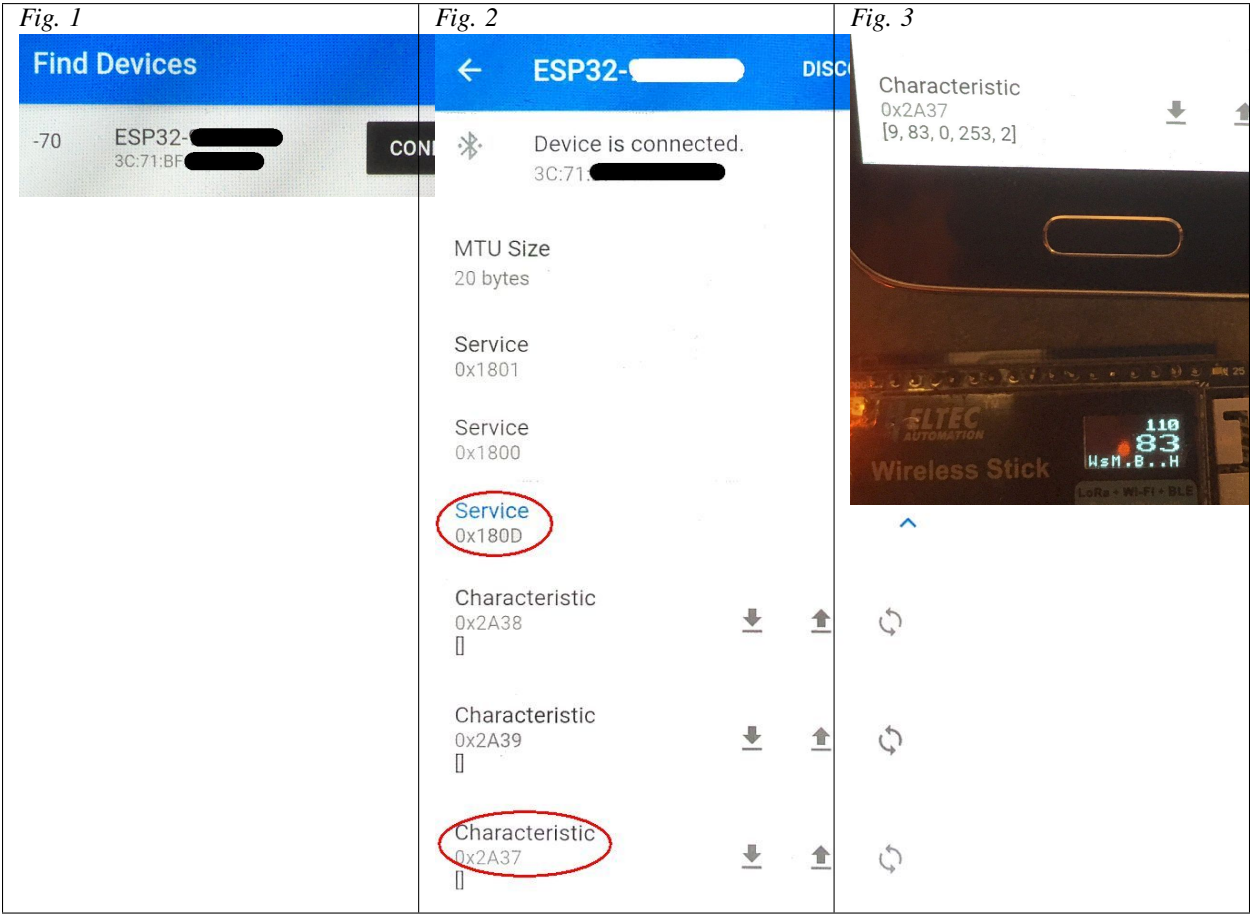 Fig. 1
Find Devices
-70
ESP32-
3C:71:BF
Fig. 2
ESP32-
Device is connected.
3C:71:
MTU Size
20 bytes
Service
0x1801
Service
0x1800
Service
0x180D
Characteristic
0x2A38
[]
Characteristic
0x2A39
[]
Characteristic
0x2A37
[]
Fig. 3
Characteristic
0x2A37
[9, 83, 0, 253, 2]
25
AUTOMATION
110
83
WsM.B..H
Wireless Stick
LoRa + Wi-Fi + BLE